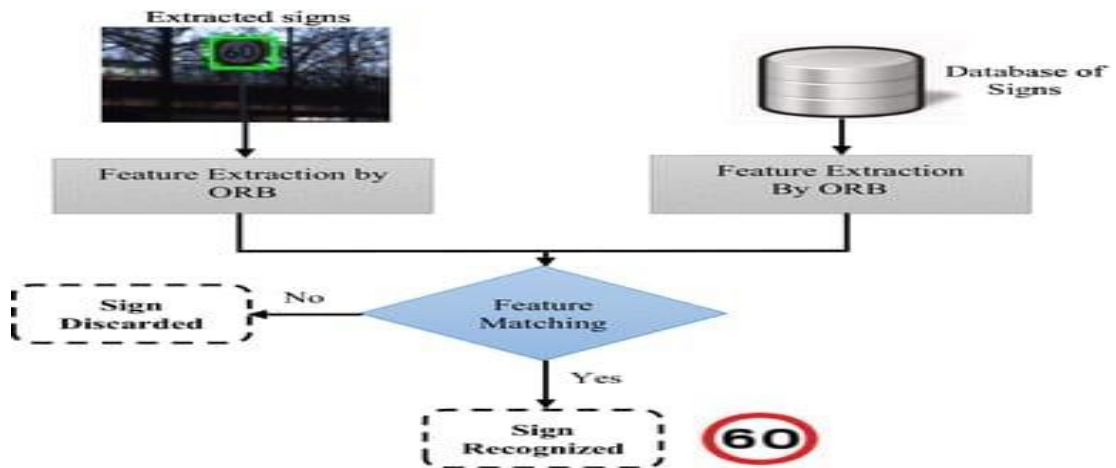 Extracted signs
60
Database of
Signs
Feature Extraction by
ORB
Feature Extraction
By ORB
Feature
Matching
No
Sign
Discarded
Yes
Sign
Recognized
60